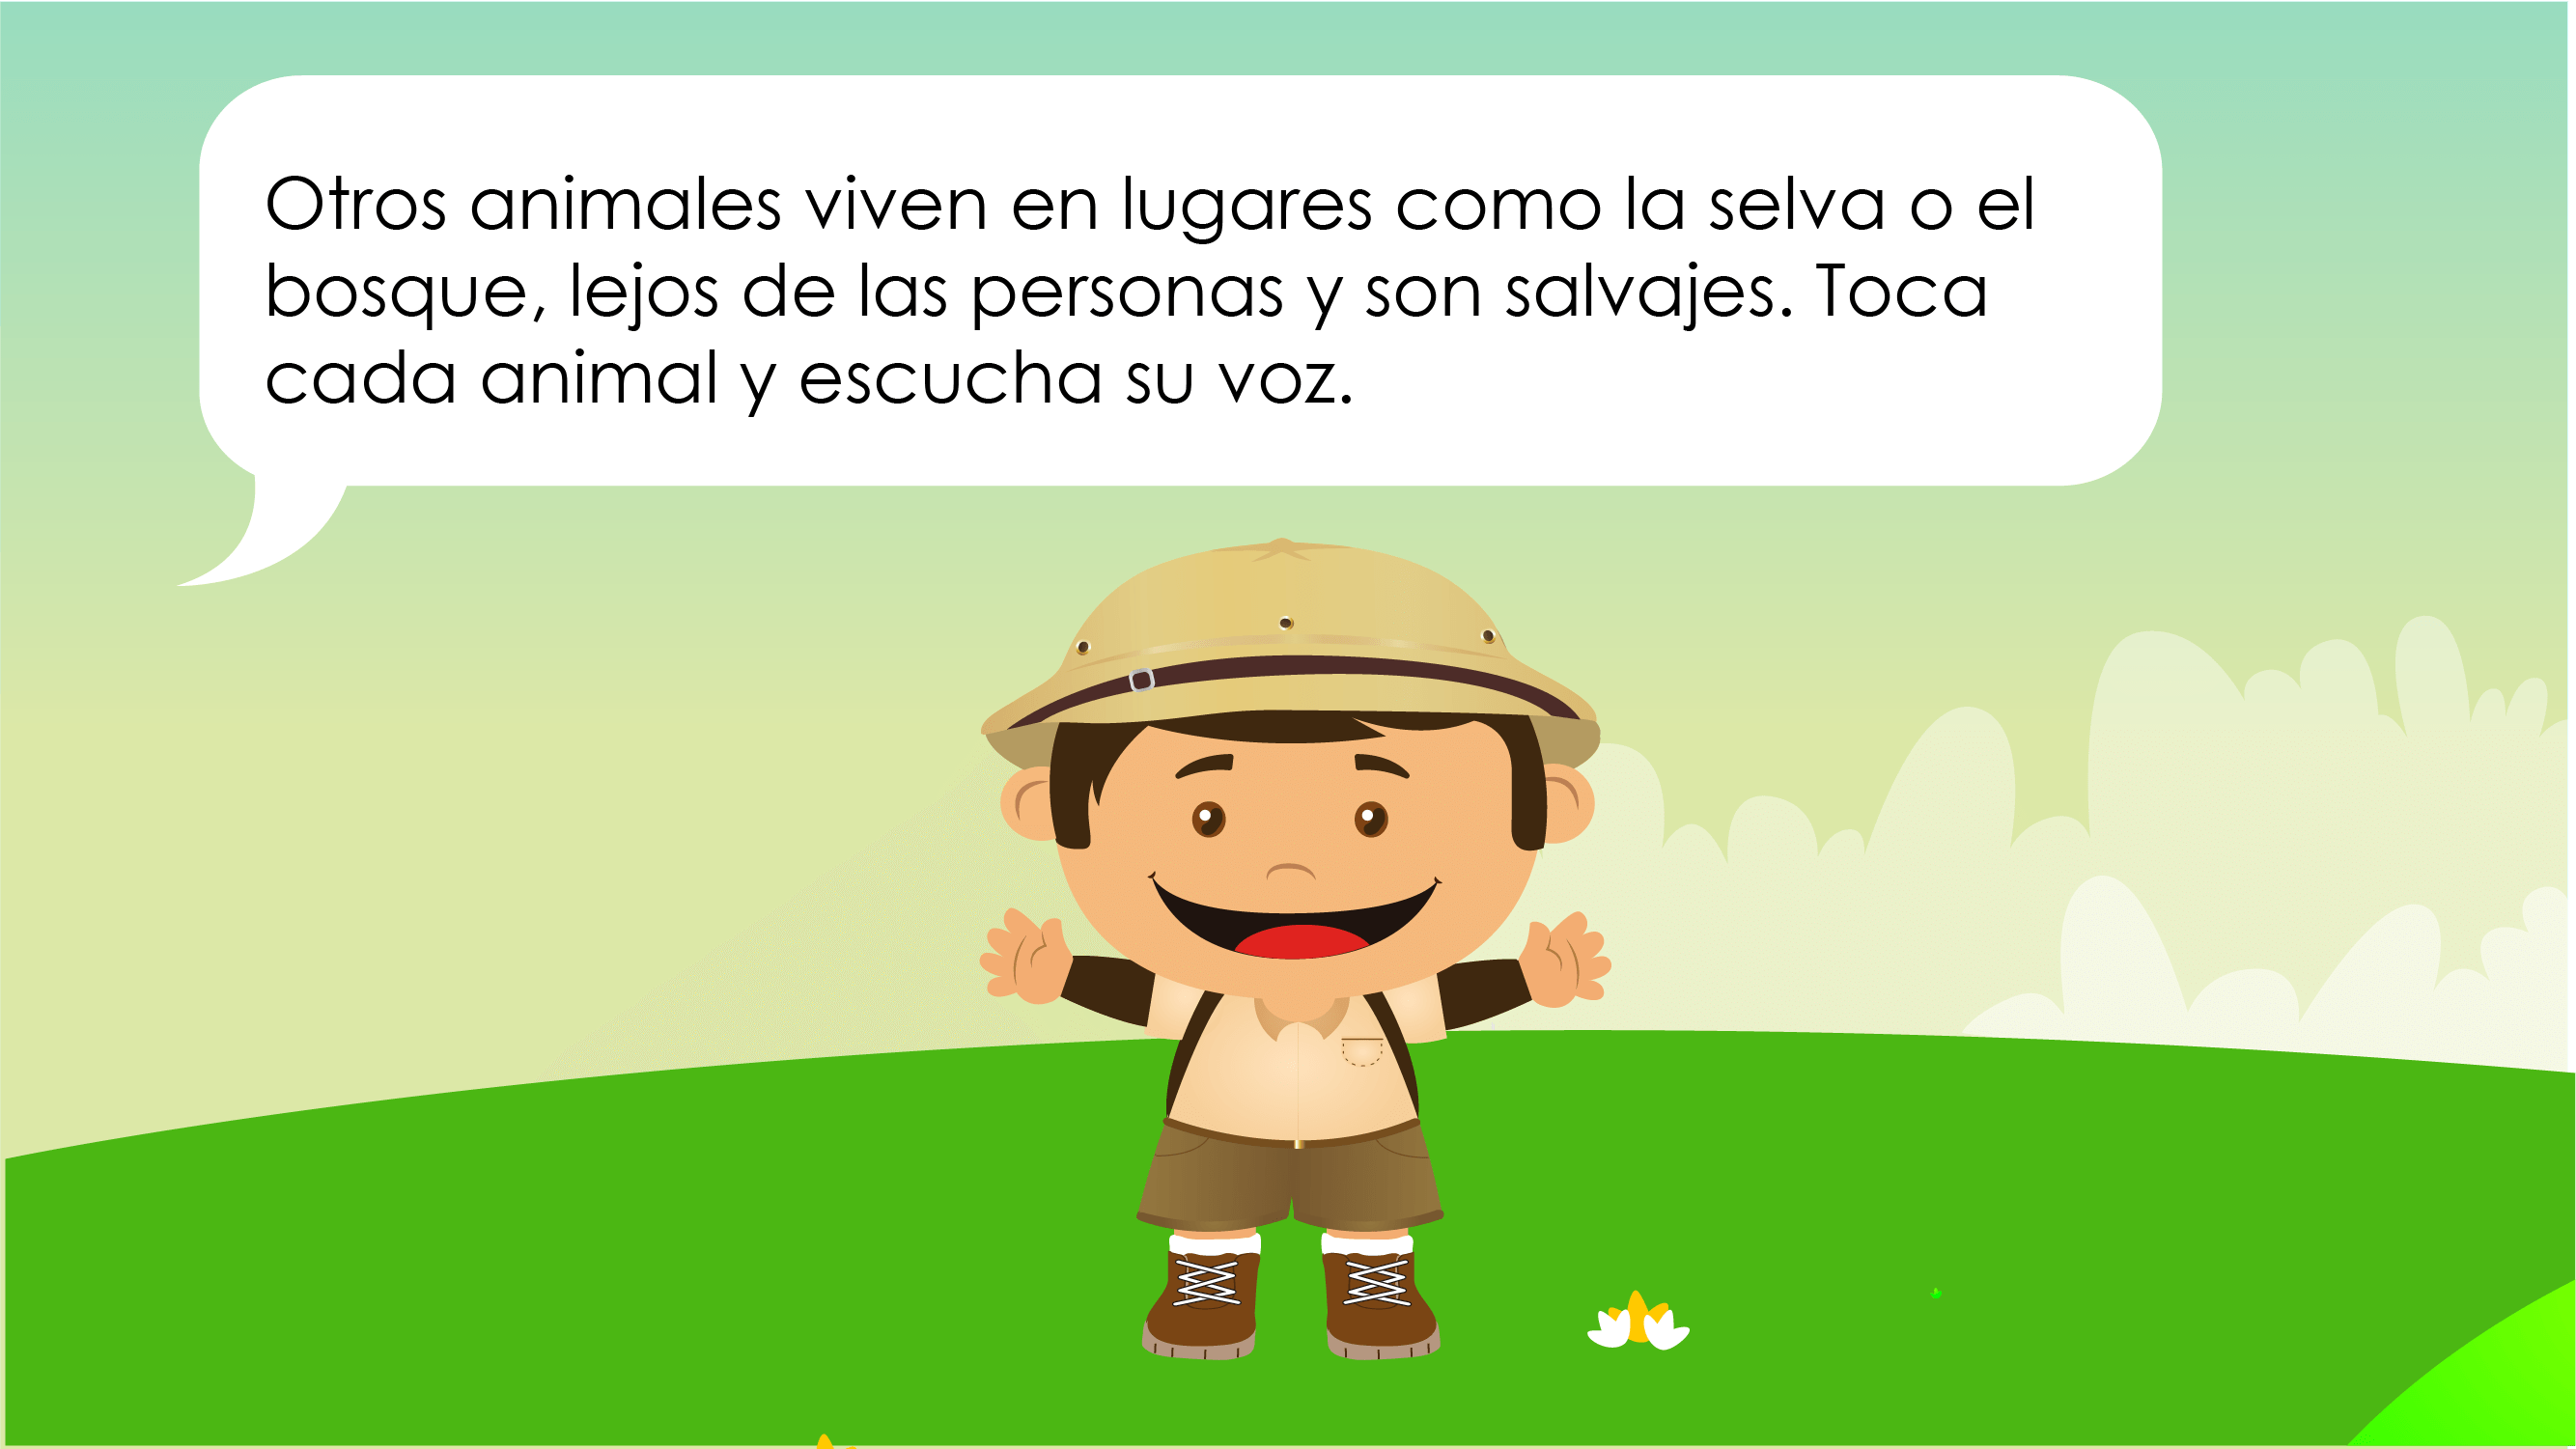 Otros animales viven en lugares como la selva o el
bosque, lejos de las personas y son salvajes. Toca
cada animal y escucha su voz.